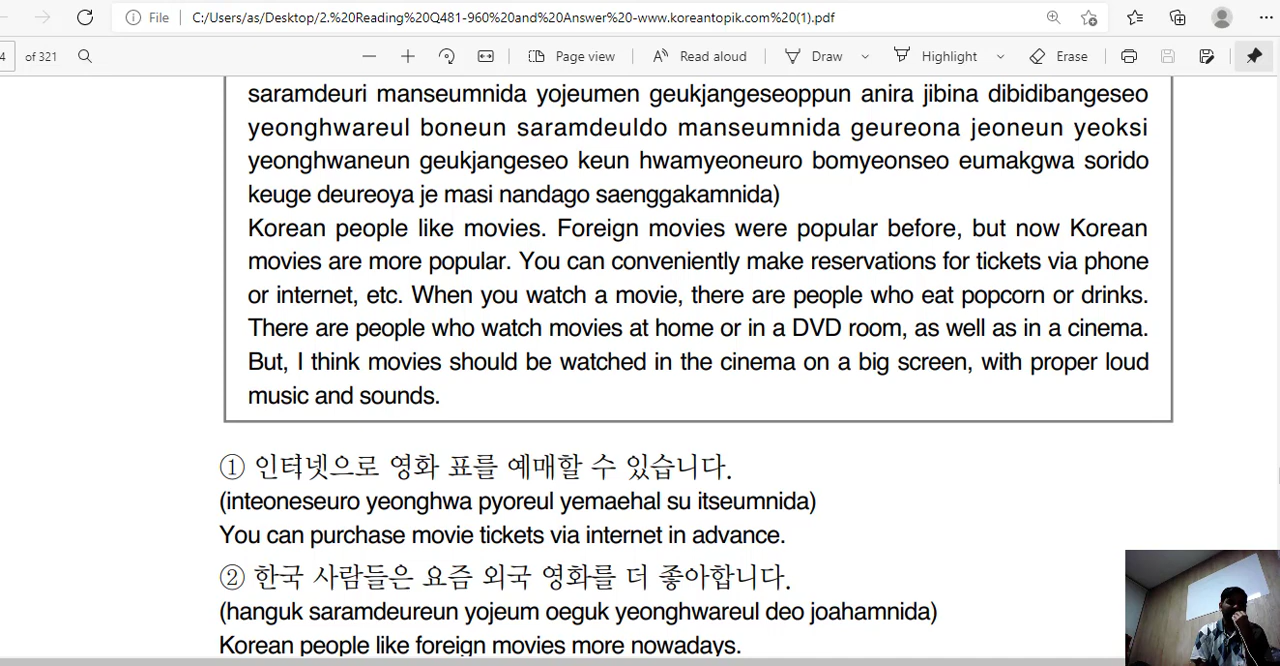 File | C:/Users/as/Desktop/2.%20Reading%20Q481-960%20and%20Answer%20-www.koreantopik.com%20(1).pdf
4 of 321 Page view Read aloud Draw Highlight Erase
saramdeuri manseumnida yojeumen geukjangeseoppun anira jibina dibidibangeseo
yeonghwareul boneun saramdeuldo manseumnida geureona jeoneun yeoksi
yeonghwaneun geukjangeseo keun hwamyeoneuro bomyeonseo eumakgwa sorido
keuge deureoya je masi nandago saenggakamnida)
Korean people like movies. Foreign movies were popular before, but now Korean
movies are more popular. You can conveniently make reservations for tickets via phone
or internet, etc. When you watch a movie, there are people who eat popcorn or drinks.
There are people who watch movies at home or in a DVD room, as well as in a cinema.
But, I think movies should be watched in the cinema on a big screen, with proper loud
music and sounds.
① 인턱넷으로 영화 표를 예매할 수 있습니다.
(inteoneseuro yeonghwa pyoreul yemaehal su itseumnida)
You can purchase movie tickets via internet in advance.
② 한국 사람들은 요즘 외국 영화를 더 좋아합니다.
(hanguk saramdeureun yojeum oeguk yeonghwareul deo joahamnida)
Korean people like foreign movies more nowadays.